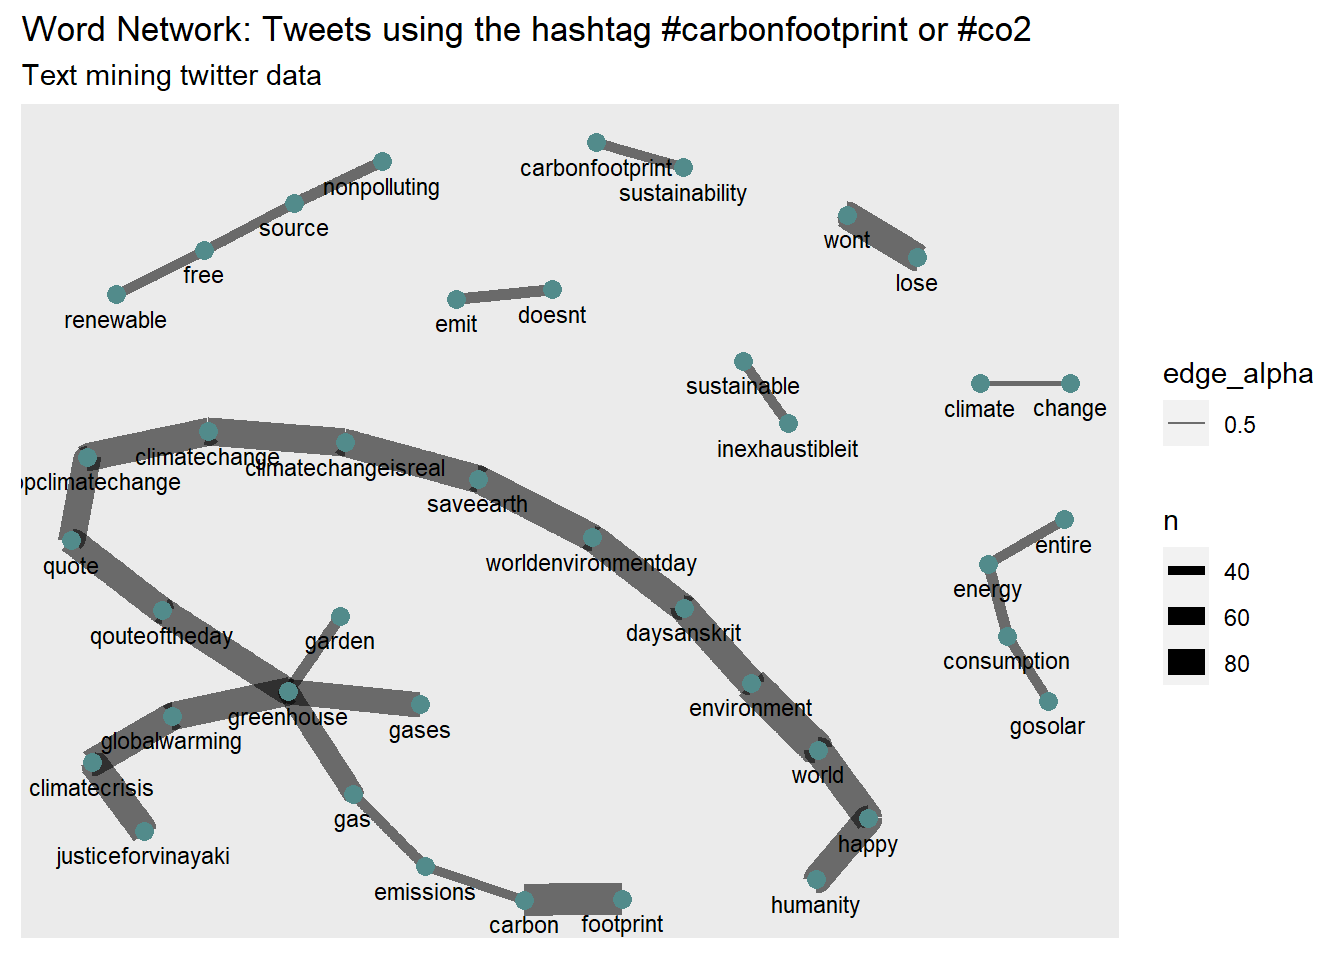 Word Network: Tweets using the hashtag #carbonfootprint or #co2
Text mining twitter data
carbonfootprint
nonpolluting
sustainability
source
wont
free
lose
renewable
doesnt
emit
edge_alpha
0.5
sustainable
climate
change
inexhaustibleit
climatechange
climatechangeisreal
opclimatechange
saveearth
n
40
60
80
entire
quote
worldenvironmentday
energy
qouteoftheday
daysanskrit
garden
consumption
greenhouse
environment
gases
gosolar
globalwarming
world
climatecrisis
gas
happy
justiceforvinayaki
emissions
humanity
carbon
footprint